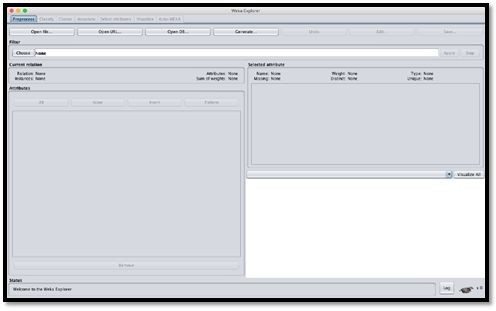 Weka Explorer
Preprocess Classify Cluster Associate Select attributes Visualize Auto-WEKA
Open file... Open URL... Open DB... Generate... Undo Edit... Save...
Filter
Choose None Apply Stop
Current relation Selected attribute
Relation: None Attributes: None Name: None Weight: None Type: None
Instances: None Sum of weights: None Missing: None Distinct: None Unique: None
Attributes
All None Invert Pattern
Visualize All
Remove
Status
Welcome to the Weka Explorer Log x 0